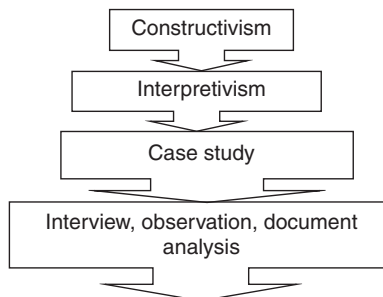 Constructivism
Interpretivism
Case study
Interview, observation, document
analysis